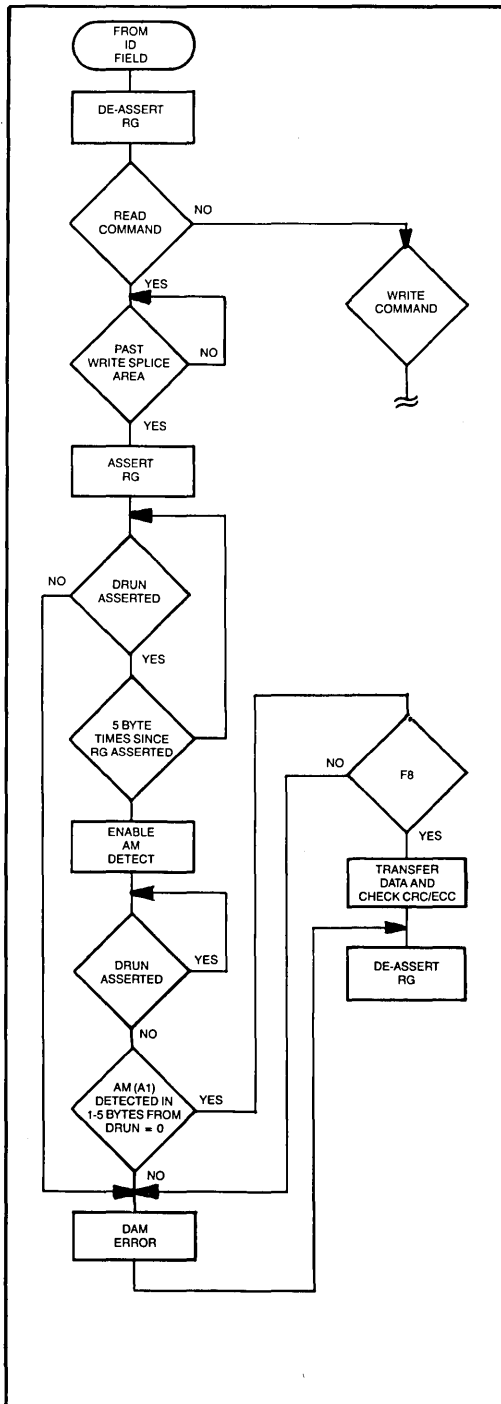 FROM
ID
FIELD
DE-ASSERT
RG
READ
COMMAND
NO
YES
WRITE
COMMAND
PAST
WRITE SPLICE
AREA
NO
YES
ASSERT
RG
NO
DRUN
ASSERTED
YES
5 BYTE
TIMES SINCE
RG ASSERTED
NO
F8
YES
ENABLE
AM
DETECT
TRANSFER
DATA AND
CHECK CRC/ECC
DRUN
ASSERTED
YES
NO
DE-ASSERT
RG
AM (A1)
DETECTED IN
1-5 BYTES FROM
DRUN = 0
YES
NO
DAM
ERROR